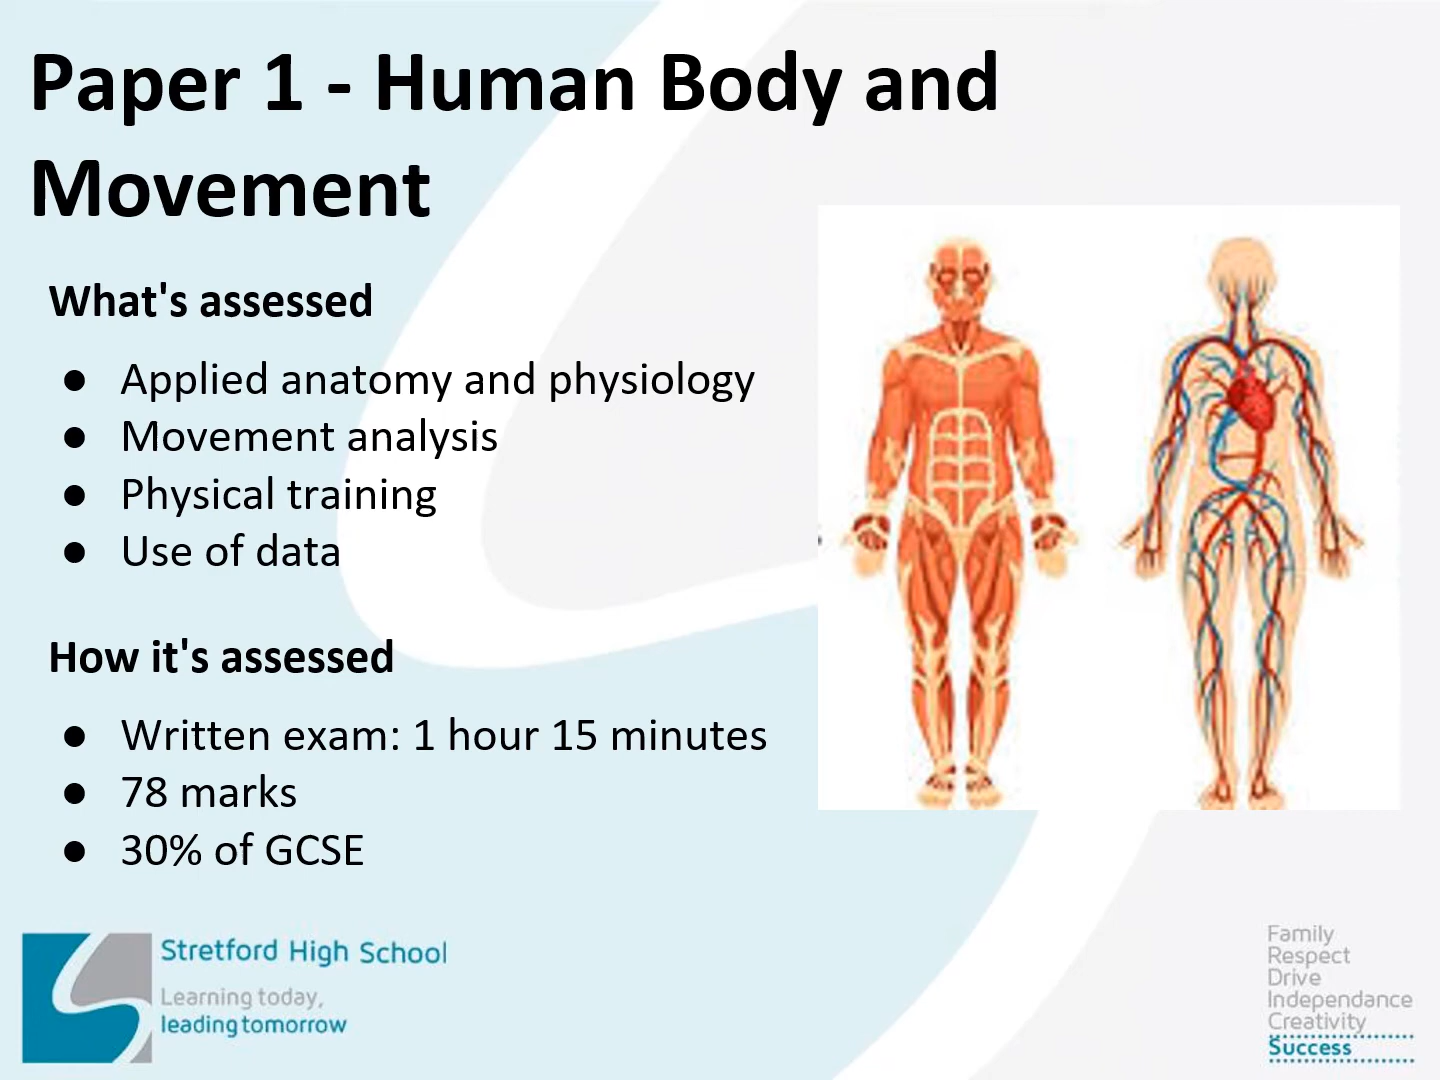 Paper 1 - Human Body and
Movement
What's assessed
● Applied anatomy and physiology
● Movement analysis
● Physical training
● Use of data
How it's assessed
● Written exam: 1 hour 15 minutes
● 78 marks
● 30% of GCSE
Stretford High School
Learning today,
leading tomorrow
Family
Respect
Drive
Independance
Creativity
Success